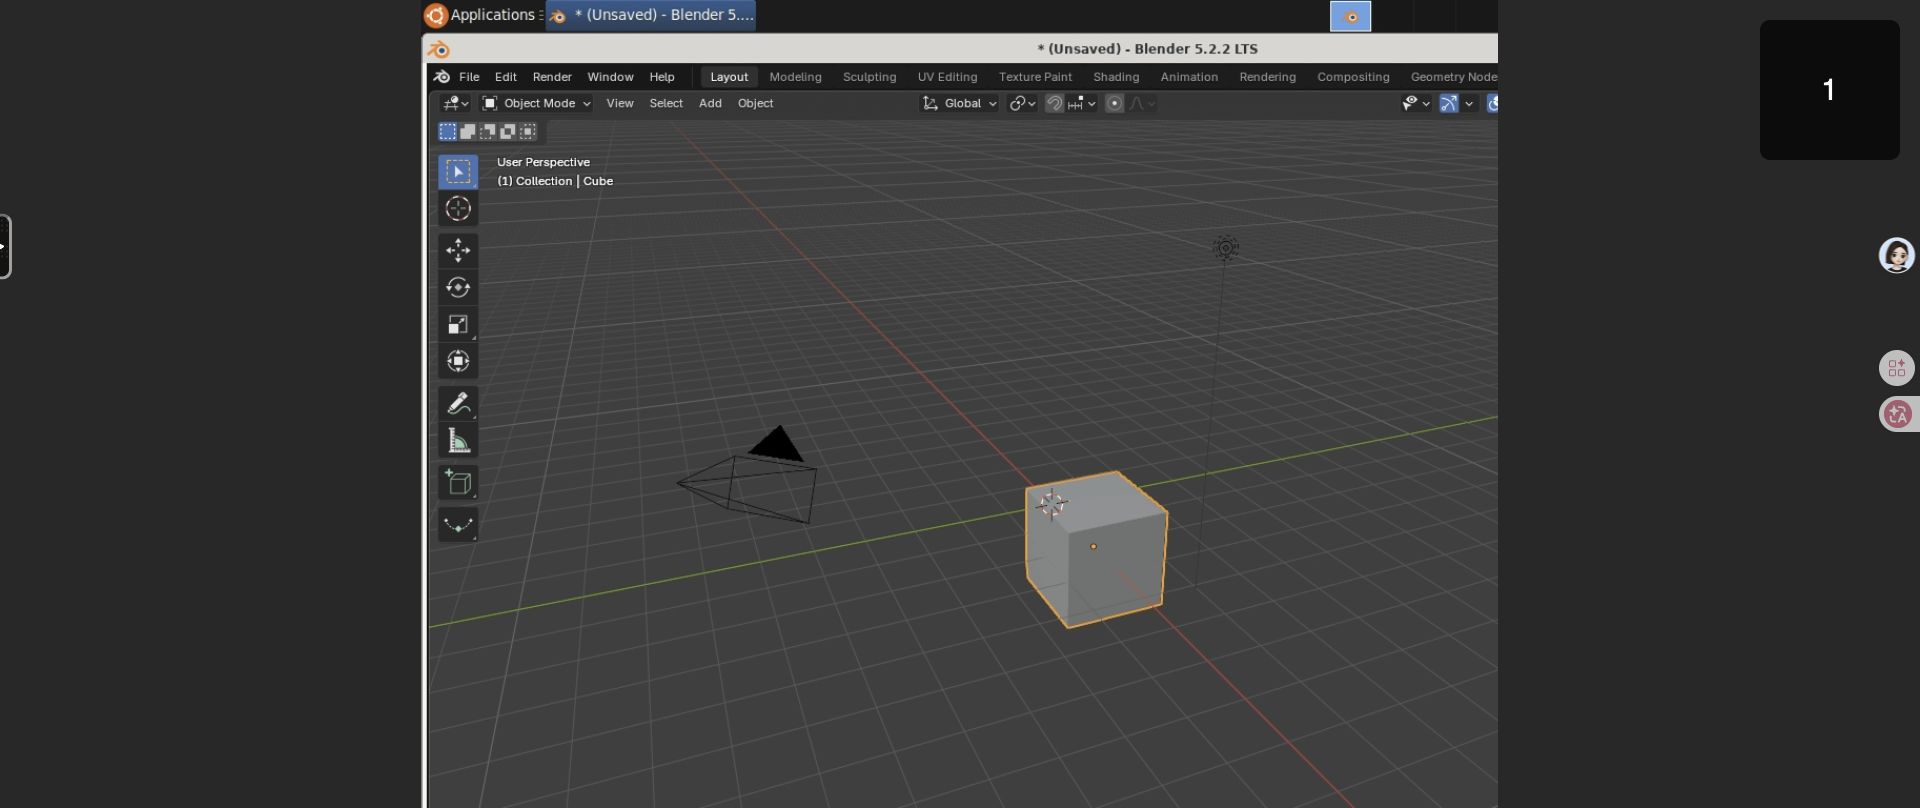 Applications
* (Unsaved) - Blender 5....
* (Unsaved) - Blender 5.2.2 LTS
File Edit Render Window Help Layout Modeling Sculpting UV Editing Texture Paint Shading Animation Rendering Compositing Geometry Node
Object Mode View Select Add Object Global
User Perspective
(1) Collection | Cube
1
A